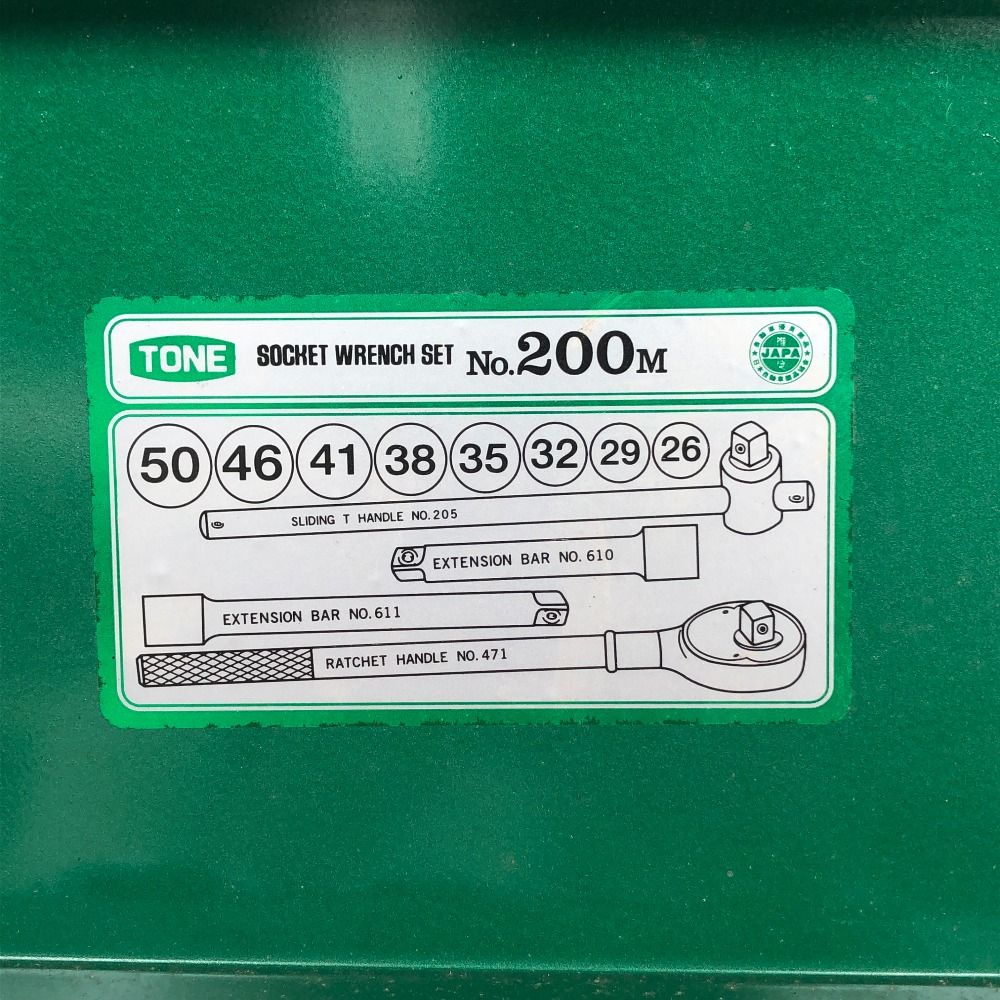 TONE SOCKET WRENCH SET No.200M
JAPA
50 46 41 38 35 32 29 26
SLIDING T HANDLE NO.205
EXTENSION BAR NO. 610
EXTENSION BAR NO.611
RATCHET HANDLE NO.471